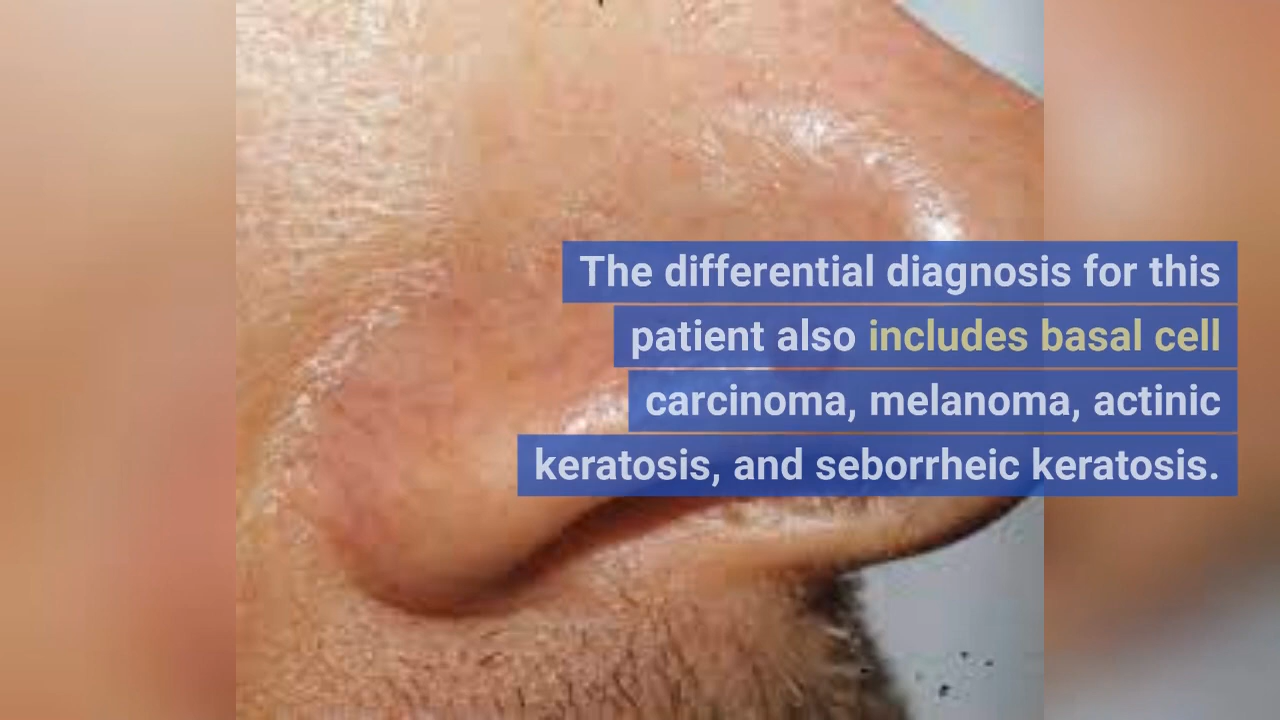 The differential diagnosis for this
patient also includes basal cell
carcinoma, melanoma, actinic
keratosis, and seborrheic keratosis.